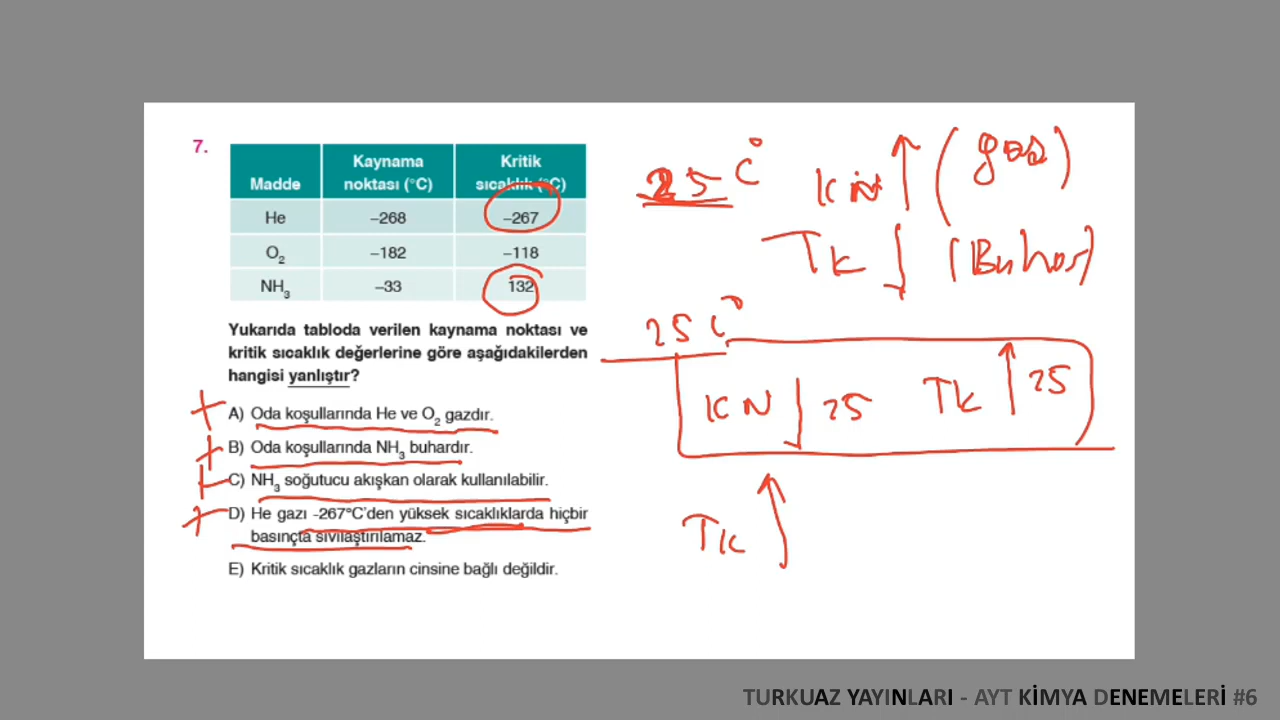 7.
Madde Kaynama noktası (°C) Kritik sıcaklık (°C)
He –268 –267
O₂ –182 –118
NH₃ –33 132
Yukarıda tabloda verilen kaynama noktası ve
kritik sıcaklık değerlerine göre aşağıdakilerden
hangisi yanlıştır?
A) Oda koşullarında He ve O₂ gazdır.
B) Oda koşullarında NH₃ buhardır.
C) NH₃ soğutucu akışkan olarak kullanılabilir.
D) He gazı -267°C'den yüksek sıcaklıklarda hiçbir
basınçta sıvılaştırılamaz.
E) Kritik sıcaklık gazların cinsine bağlı değildir.
25 C° KN ↑ (gaz)
TK ↓ (Buhar)
25 C°
KN ↓ 25 TK ↑ 25
TK ↑
TURKUAZ YAYINLARI - AYT KİMYA DENEMELERİ #6